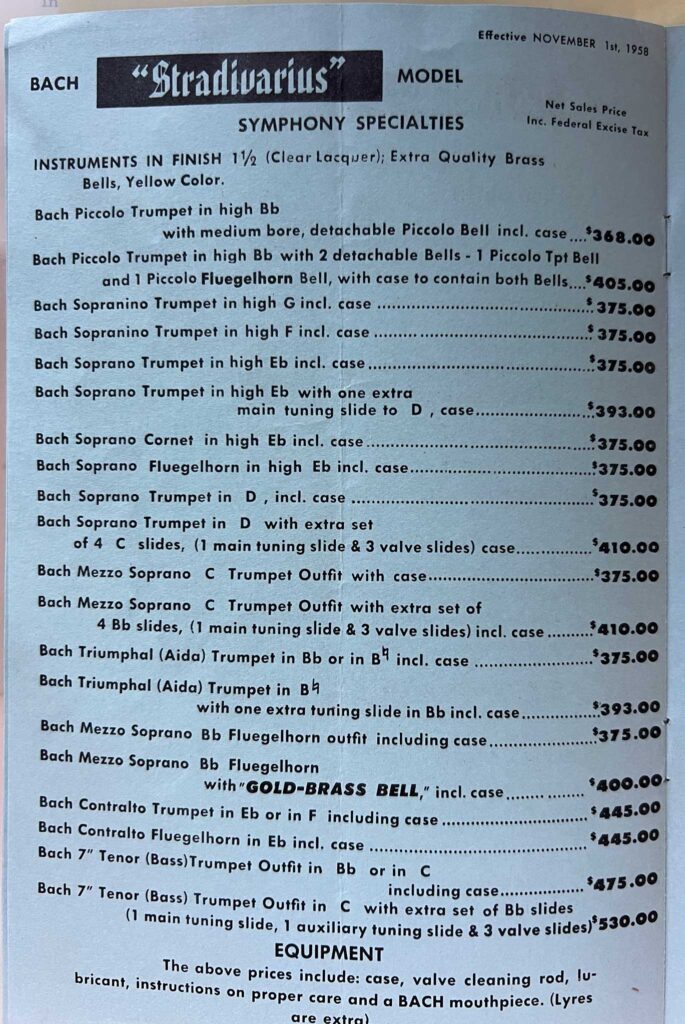 in
Effective NOVEMBER 1st, 1958
BACH "Stradivarius" MODEL
Net Sales Price
Inc. Federal Excise Tax
SYMPHONY SPECIALTIES
INSTRUMENTS IN FINISH 1½ (Clear Lacquer); Extra Quality Brass
Bells, Yellow Color.
Bach Piccolo Trumpet in high Bb
with medium bore, detachable Piccolo Bell incl. case....$368.00
Bach Piccolo Trumpet in high Bb with 2 detachable Bells - 1 Piccolo Tpt Bell
and 1 Piccolo Fluegelhorn Bell, with case to contain both Bells....$405.00
Bach Sopranino Trumpet in high G incl. case ........ $375.00
Bach Sopranino Trumpet in high F incl. case ........ $375.00
Bach Soprano Trumpet in high Eb incl. case ........ $375.00
Bach Soprano Trumpet in high Eb with one extra
main tuning slide to D , case........ $393.00
Bach Soprano Cornet in high Eb incl. case........ $375.00
Bach Soprano Fluegelhorn in high Eb incl. case........ $375.00
Bach Soprano Trumpet in D , incl. case ........ $375.00
Bach Soprano Trumpet in D with extra set
of 4 C slides, (1 main tuning slide & 3 valve slides) case........$410.00
Bach Mezzo Soprano C Trumpet Outfit with case........$375.00
Bach Mezzo Soprano C Trumpet Outfit with extra set of
4 Bb slides, (1 main tuning slide & 3 valve slides) incl. case ........$410.00
Bach Triumphal (Aida) Trumpet in Bb or in B♮ incl. case ........$375.00
Bach Triumphal (Aida) Trumpet in B♮
with one extra tuning slide in Bb incl. case........$393.00
Bach Mezzo Soprano Bb Fluegelhorn outfit including case........$375.00
Bach Mezzo Soprano Bb Fluegelhorn
with "GOLD-BRASS BELL," incl. case ........ $400.00
Bach Contralto Trumpet in Eb or in F including case ........ $445.00
Bach Contralto Fluegelhorn in Eb incl. case ........ $445.00
Bach 7" Tenor (Bass)Trumpet Outfit in Bb or in C
including case........ $475.00
Bach 7" Tenor (Bass) Trumpet Outfit in C with extra set of Bb slides
(1 main tuning slide, 1 auxiliary tuning slide & 3 valve slides)$530.00
EQUIPMENT
The above prices include: case, valve cleaning rod, lu-
bricant, instructions on proper care and a BACH mouthpiece. (Lyres
are extra)